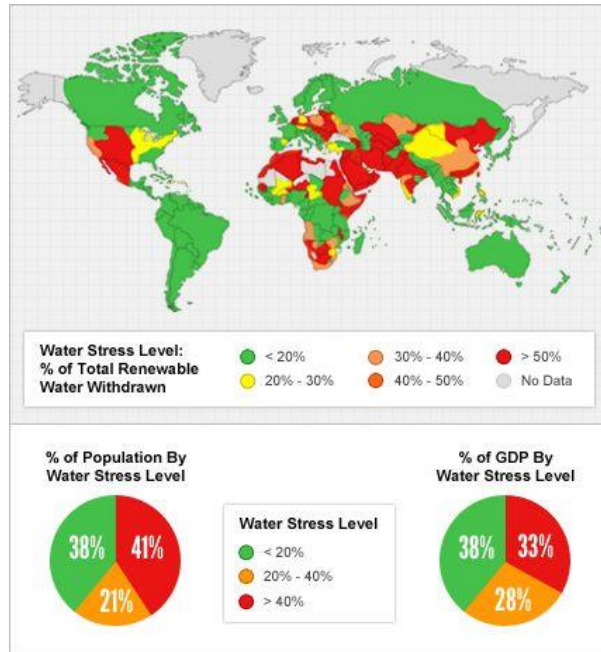 Water Stress Level:
% of Total Renewable
Water Withdrawn
< 20%
20% - 30%
30% - 40%
40% - 50%
> 50%
No Data
% of Population By
Water Stress Level
38%
41%
21%
Water Stress Level
< 20%
20% - 40%
> 40%
% of GDP By
Water Stress Level
38%
33%
28%